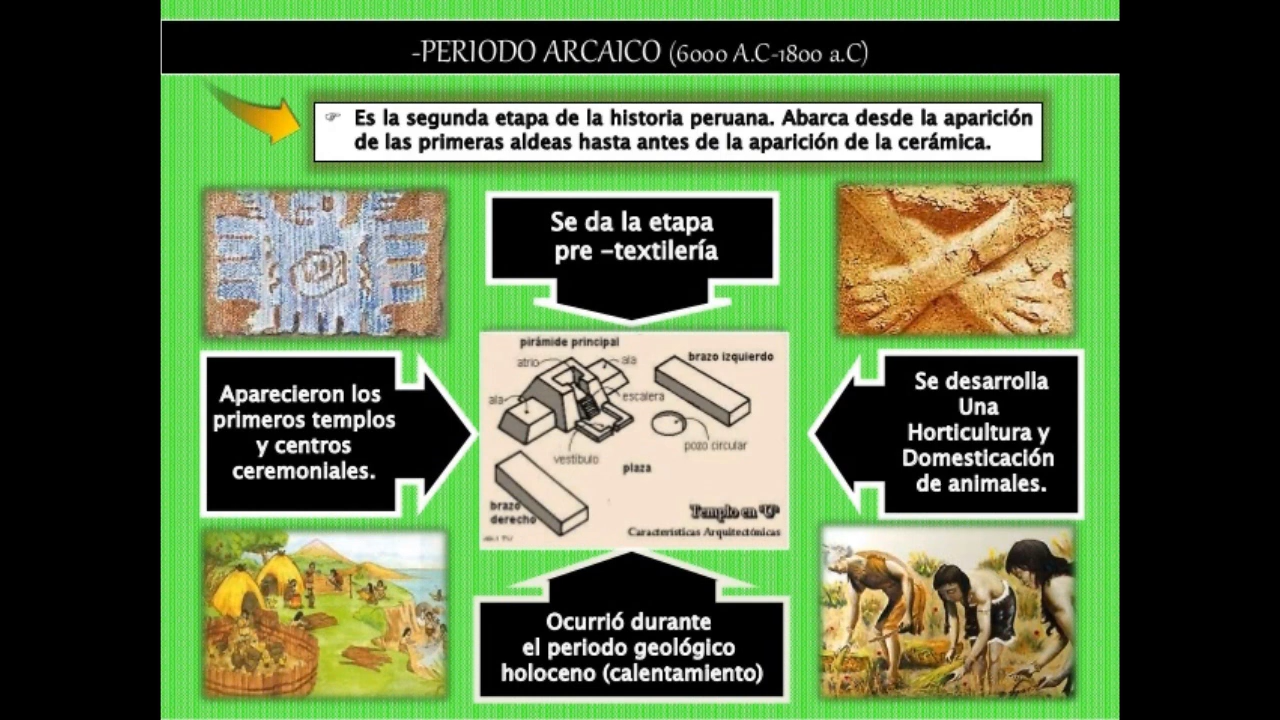 -PERIODO ARCAICO (6000 A.C-1800 a.C)
☞ Es la segunda etapa de la historia peruana. Abarca desde la aparición
de las primeras aldeas hasta antes de la aparición de la cerámica.
Se da la etapa
pre -textilería
Aparecieron los
primeros templos
y centros
ceremoniales.
pirámide principal
atrio
ala
brazo izquierdo
ala
escalera
pozo circular
vestíbulo
plaza
brazo
derecho
Templo en "U"
Características Arquitectónicas
Se desarrolla
Una
Horticultura y
Domesticación
de animales.
Ocurrió durante
el periodo geológico
holoceno (calentamiento)